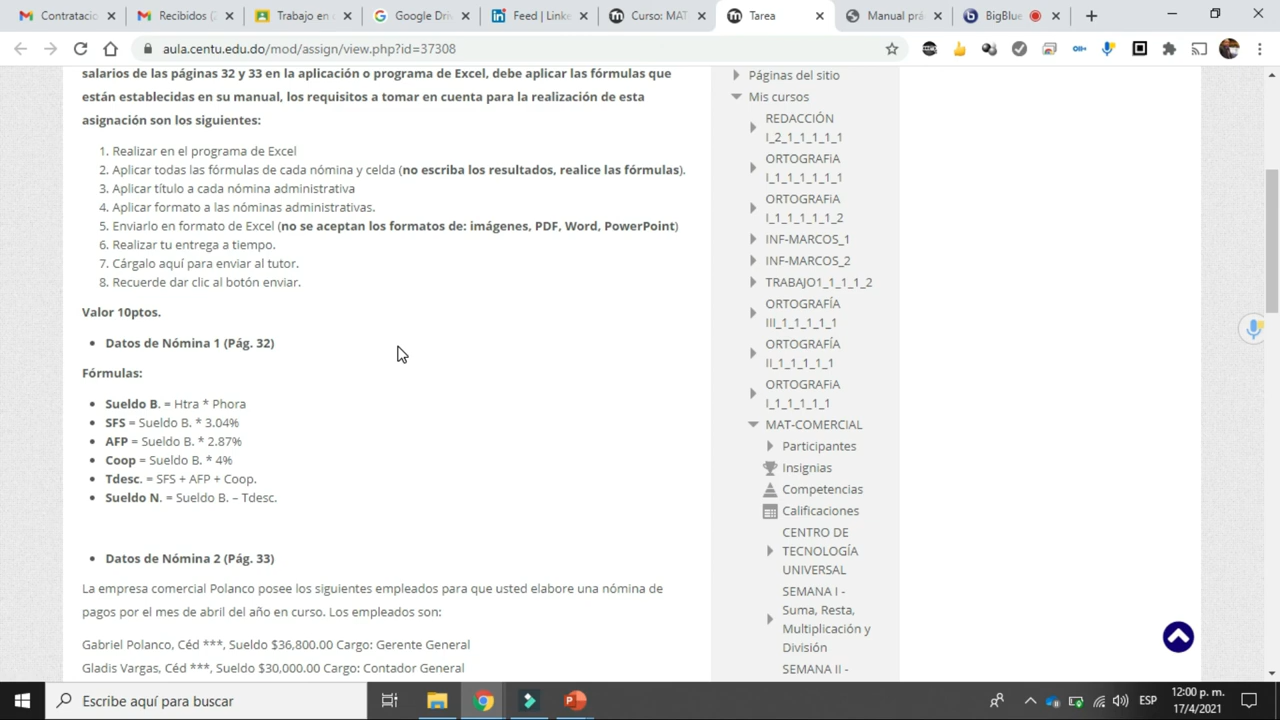 Contratacio
Recibidos (2
Trabajo en c
Google Driv
Feed | Linke
Curso: MAT
Tarea
Manual prá
BigBlue
aula.centu.edu.do/mod/assign/view.php?id=37308
salarios de las páginas 32 y 33 en la aplicación o programa de Excel, debe aplicar las fórmulas que
están establecidas en su manual, los requisitos a tomar en cuenta para la realización de esta
asignación son los siguientes:
1. Realizar en el programa de Excel
2. Aplicar todas las fórmulas de cada nómina y celda (no escriba los resultados, realice las fórmulas).
3. Aplicar título a cada nómina administrativa
4. Aplicar formato a las nóminas administrativas.
5. Enviarlo en formato de Excel (no se aceptan los formatos de: imágenes, PDF, Word, PowerPoint)
6. Realizar tu entrega a tiempo.
7. Cárgalo aquí para enviar al tutor.
8. Recuerde dar clic al botón enviar.
Valor 10ptos.
• Datos de Nómina 1 (Pág. 32)
Fórmulas:
• Sueldo B. = Htra * Phora
• SFS = Sueldo B. * 3.04%
• AFP = Sueldo B. * 2.87%
• Coop = Sueldo B. * 4%
• Tdesc. = SFS + AFP + Coop.
• Sueldo N. = Sueldo B. – Tdesc.
• Datos de Nómina 2 (Pág. 33)
La empresa comercial Polanco posee los siguientes empleados para que usted elabore una nómina de
pagos por el mes de abril del año en curso. Los empleados son:
Gabriel Polanco, Céd ***, Sueldo $36,800.00 Cargo: Gerente General
Gladis Vargas, Céd ***, Sueldo $30,000.00 Cargo: Contador General
Páginas del sitio
Mis cursos
REDACCIÓN
I_2_1_1_1_1
ORTOGRAFíA
I_1_1_1_1_1
ORTOGRAFíA
I_1_1_1_1_2
INF-MARCOS_1
INF-MARCOS_2
TRABAJO1_1_1_1_2
ORTOGRAFÍA
III_1_1_1_1
ORTOGRAFÍA
II_1_1_1_1
ORTOGRAFíA
I_1_1_1_1
MAT-COMERCIAL
Participantes
Insignias
Competencias
Calificaciones
CENTRO DE
TECNOLOGÍA
UNIVERSAL
SEMANA I -
Suma, Resta,
Multiplicación y
División
SEMANA II -
Escribe aquí para buscar
ESP
12:00 p. m.
17/4/2021